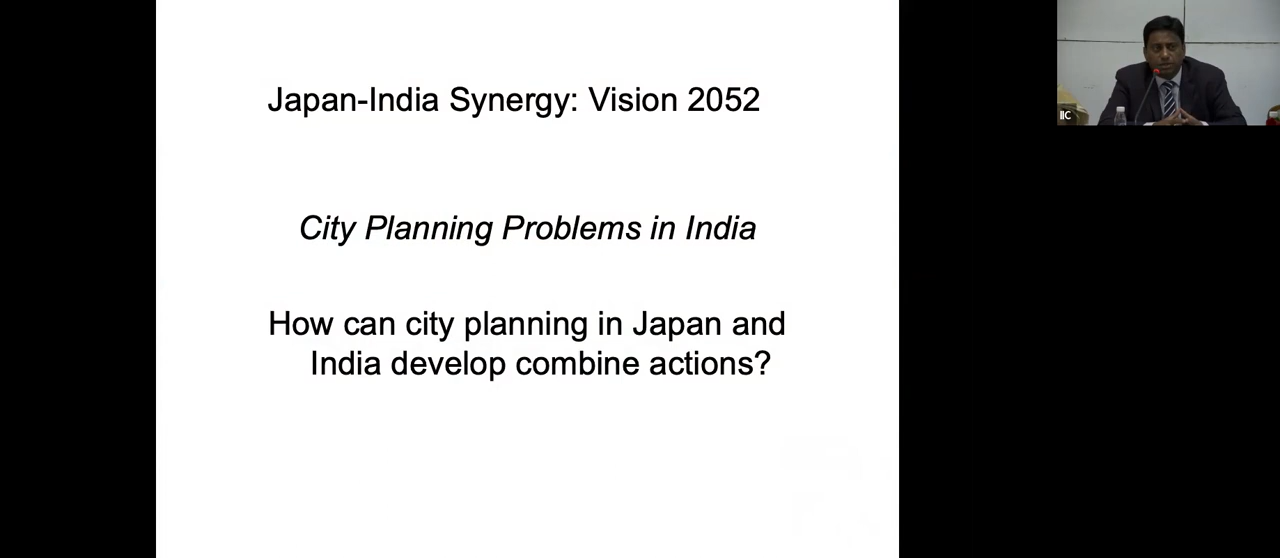 Japan-India Synergy: Vision 2052
City Planning Problems in India
How can city planning in Japan and
India develop combine actions?
IIC